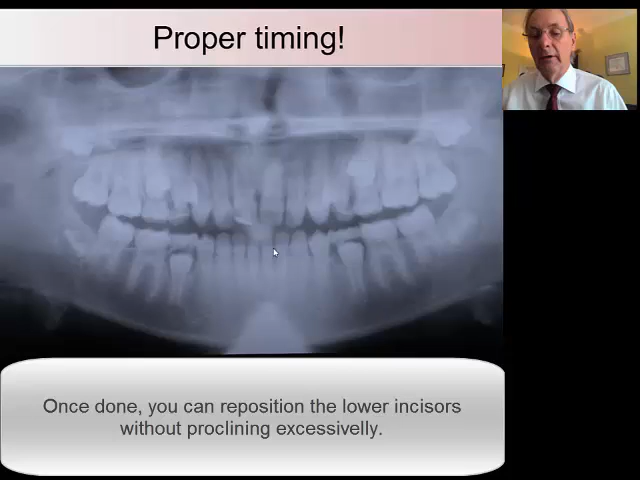 Proper timing!
Once done, you can reposition the lower incisors
without proclining excessivelly.